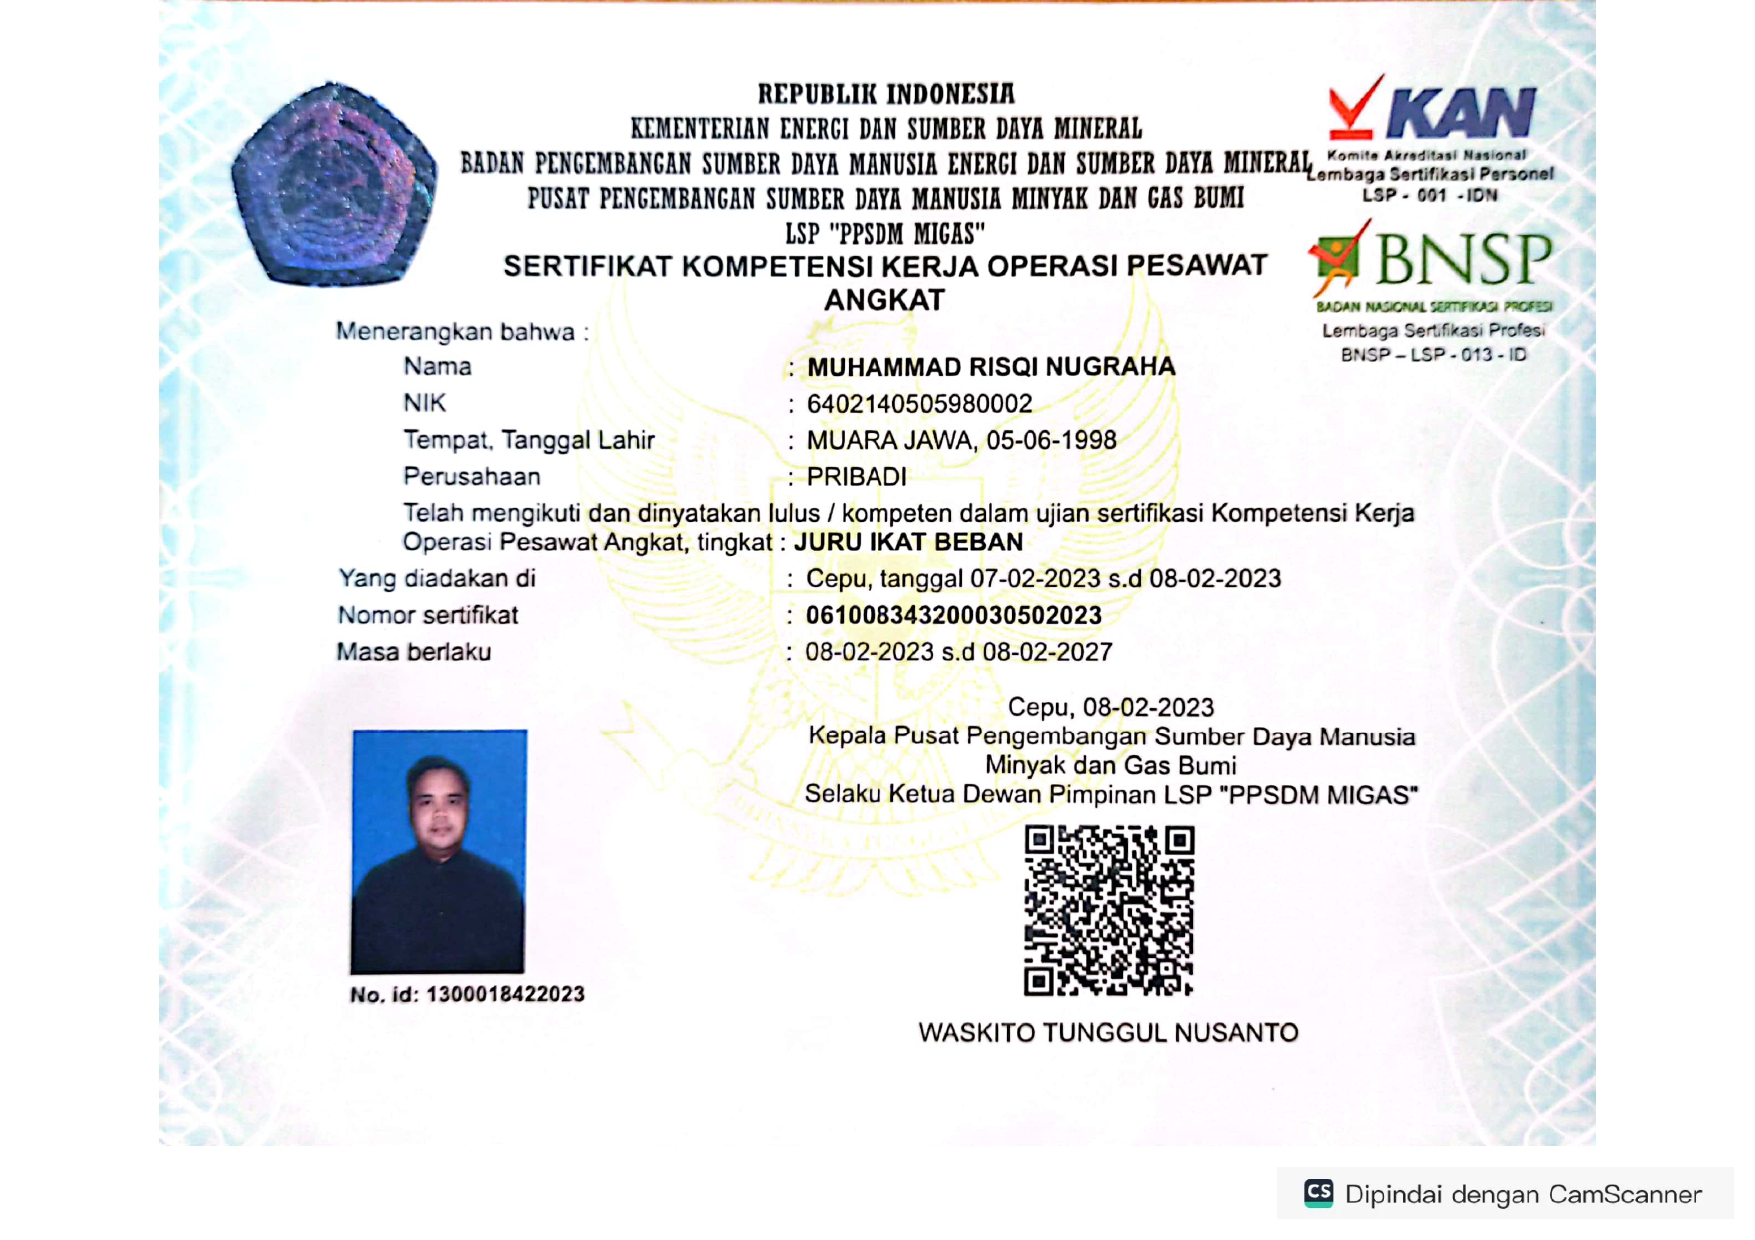 REPUBLIK INDONESIA
KEMENTERIAN ENERGI DAN SUMBER DAYA MINERAL
BADAN PENGEMBANGAN SUMBER DAYA MANUSIA ENERGI DAN SUMBER DAYA MINERAL
PUSAT PENGEMBANGAN SUMBER DAYA MANUSIA MINYAK DAN GAS BUMI
LSP "PPSDM MIGAS"
SERTIFIKAT KOMPETENSI KERJA OPERASI PESAWAT
ANGKAT
KAN
Komite Akreditasi Nasional
Lembaga Sertifikasi Personel
LSP - 001 -IDN
BNSP
BADAN NASIONAL SERTIFIKASI PROFESI
Lembaga Sertifikasi Profesi
BNSP – LSP - 013 - ID
Menerangkan bahwa :
Nama : MUHAMMAD RISQI NUGRAHA
NIK : 6402140505980002
Tempat, Tanggal Lahir : MUARA JAWA, 05-06-1998
Perusahaan : PRIBADI
Telah mengikuti dan dinyatakan lulus / kompeten dalam ujian sertifikasi Kompetensi Kerja
Operasi Pesawat Angkat, tingkat : JURU IKAT BEBAN
Yang diadakan di : Cepu, tanggal 07-02-2023 s.d 08-02-2023
Nomor sertifikat : 061008343200030502023
Masa berlaku : 08-02-2023 s.d 08-02-2027
Cepu, 08-02-2023
Kepala Pusat Pengembangan Sumber Daya Manusia
Minyak dan Gas Bumi
Selaku Ketua Dewan Pimpinan LSP "PPSDM MIGAS"
No. id: 1300018422023
WASKITO TUNGGUL NUSANTO
CS Dipindai dengan CamScanner